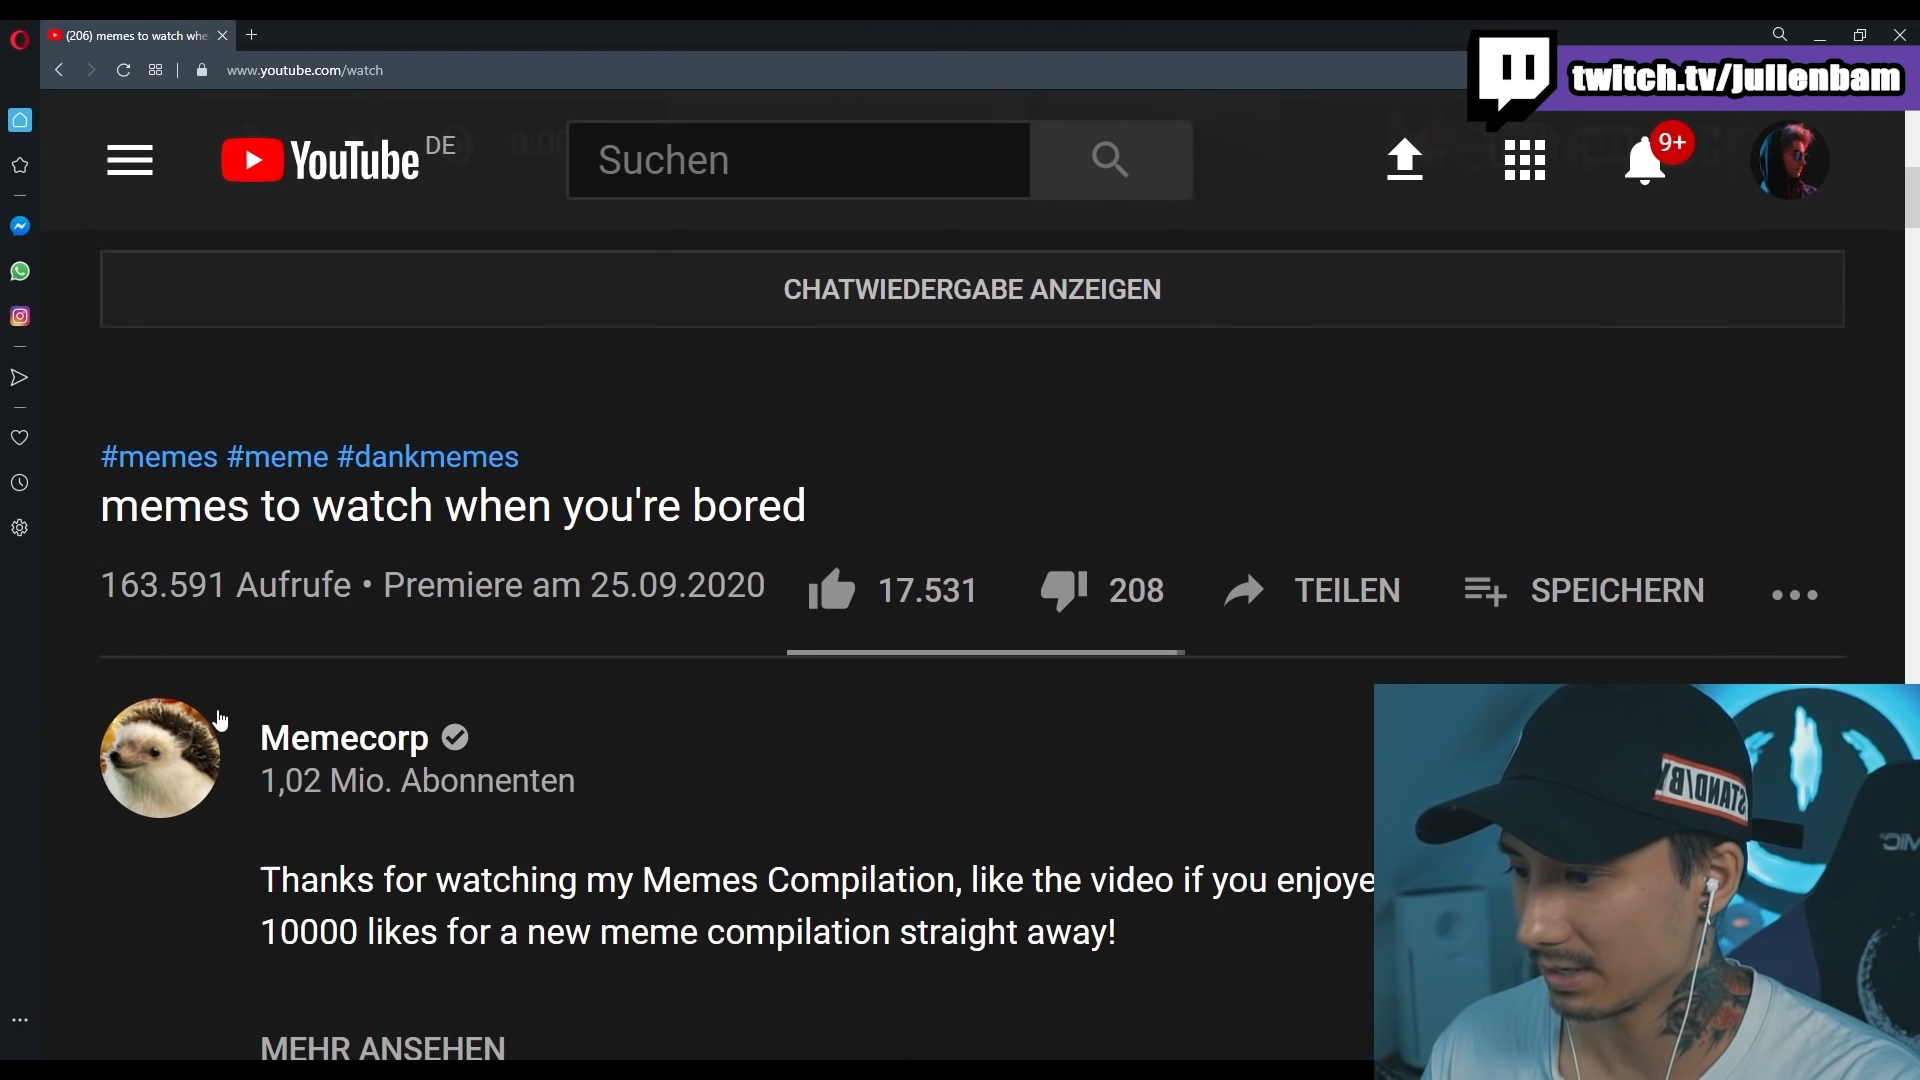 (206) memes to watch whe
www.youtube.com/watch
twitch.tv/julienbam
YouTube DE
Suchen
9+
CHATWIEDERGABE ANZEIGEN
#memes #meme #dankmemes
memes to watch when you're bored
163.591 Aufrufe • Premiere am 25.09.2020
17.531
208
TEILEN
SPEICHERN
Memecorp
1,02 Mio. Abonnenten
Thanks for watching my Memes Compilation, like the video if you enjoye
10000 likes for a new meme compilation straight away!
MEHR ANSEHEN
STAND/BY